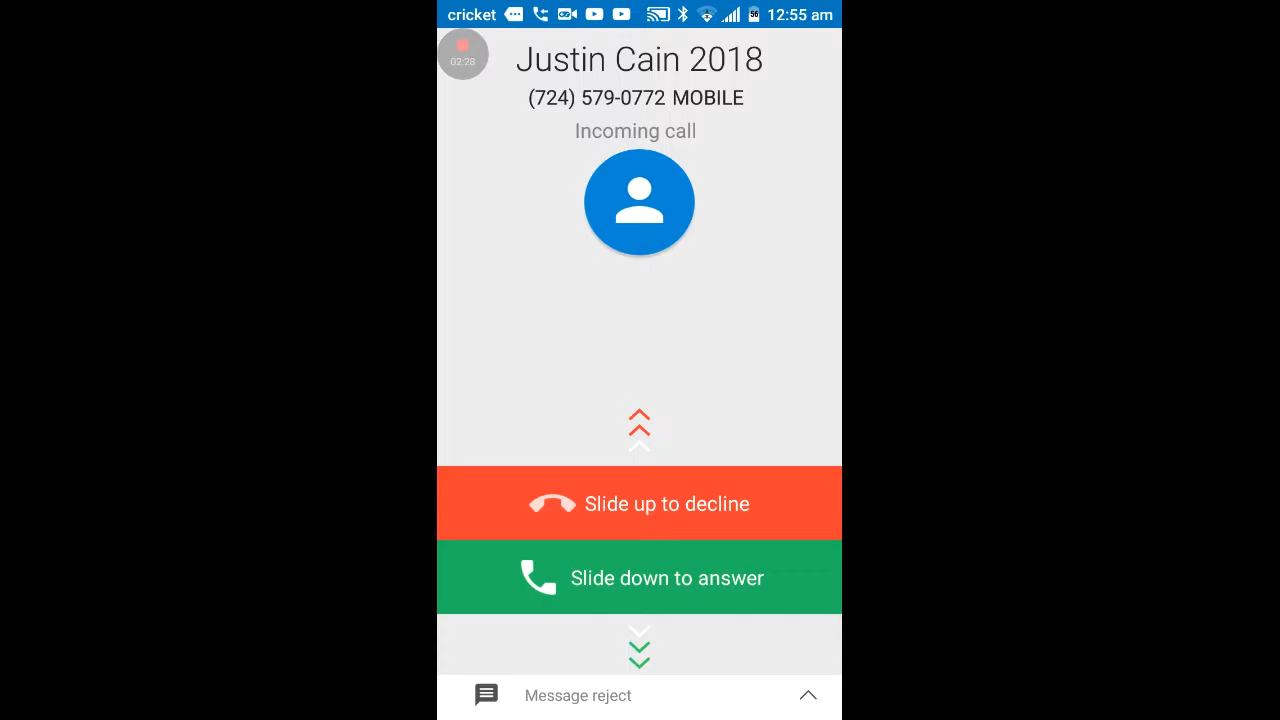 cricket 56 12:55 am
02:28
Justin Cain 2018
(724) 579-0772 MOBILE
Incoming call
Slide up to decline
Slide down to answer
Message reject